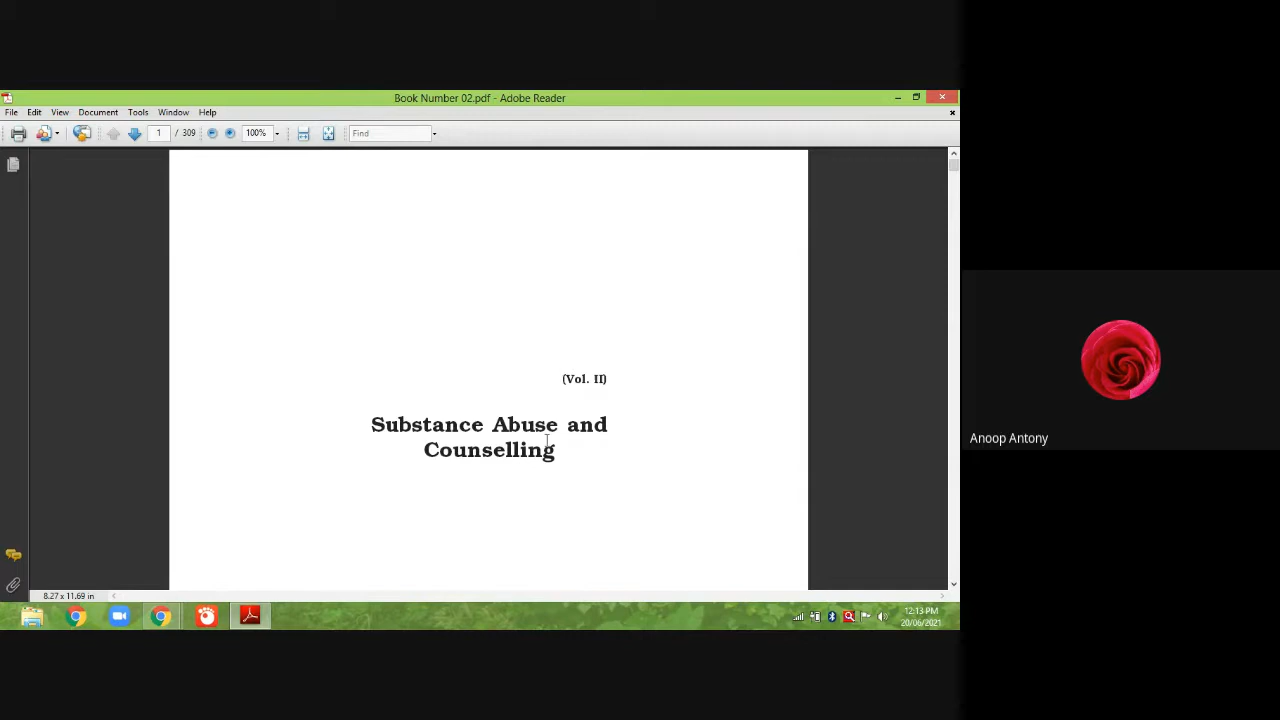 Book Number 02.pdf - Adobe Reader
File Edit View Document Tools Window Help
1 / 309 100% Find
(Vol. II)
Substance Abuse and
Counselling
Anoop Antony
8.27 x 11.69 in
12:13 PM
20/06/2021